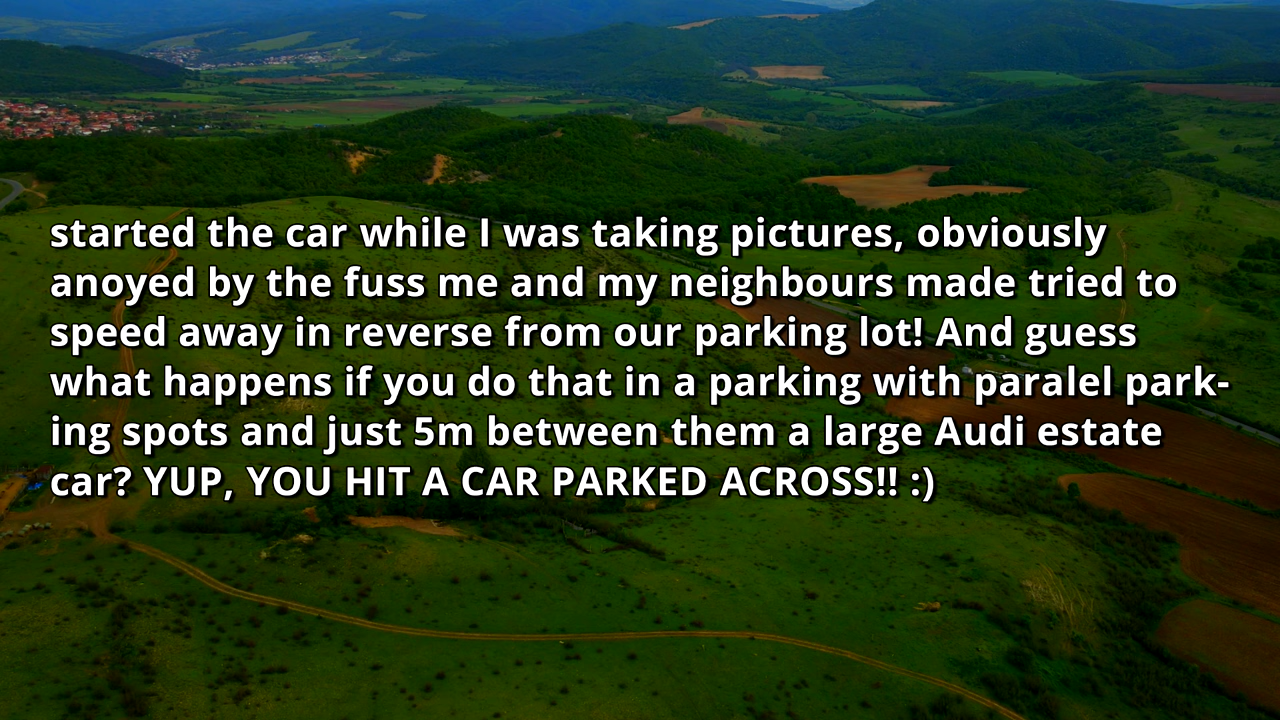 started the car while I was taking pictures, obviously
anoyed by the fuss me and my neighbours made tried to
speed away in reverse from our parking lot! And guess
what happens if you do that in a parking with paralel park-
ing spots and just 5m between them a large Audi estate
car? YUP, YOU HIT A CAR PARKED ACROSS!! :)